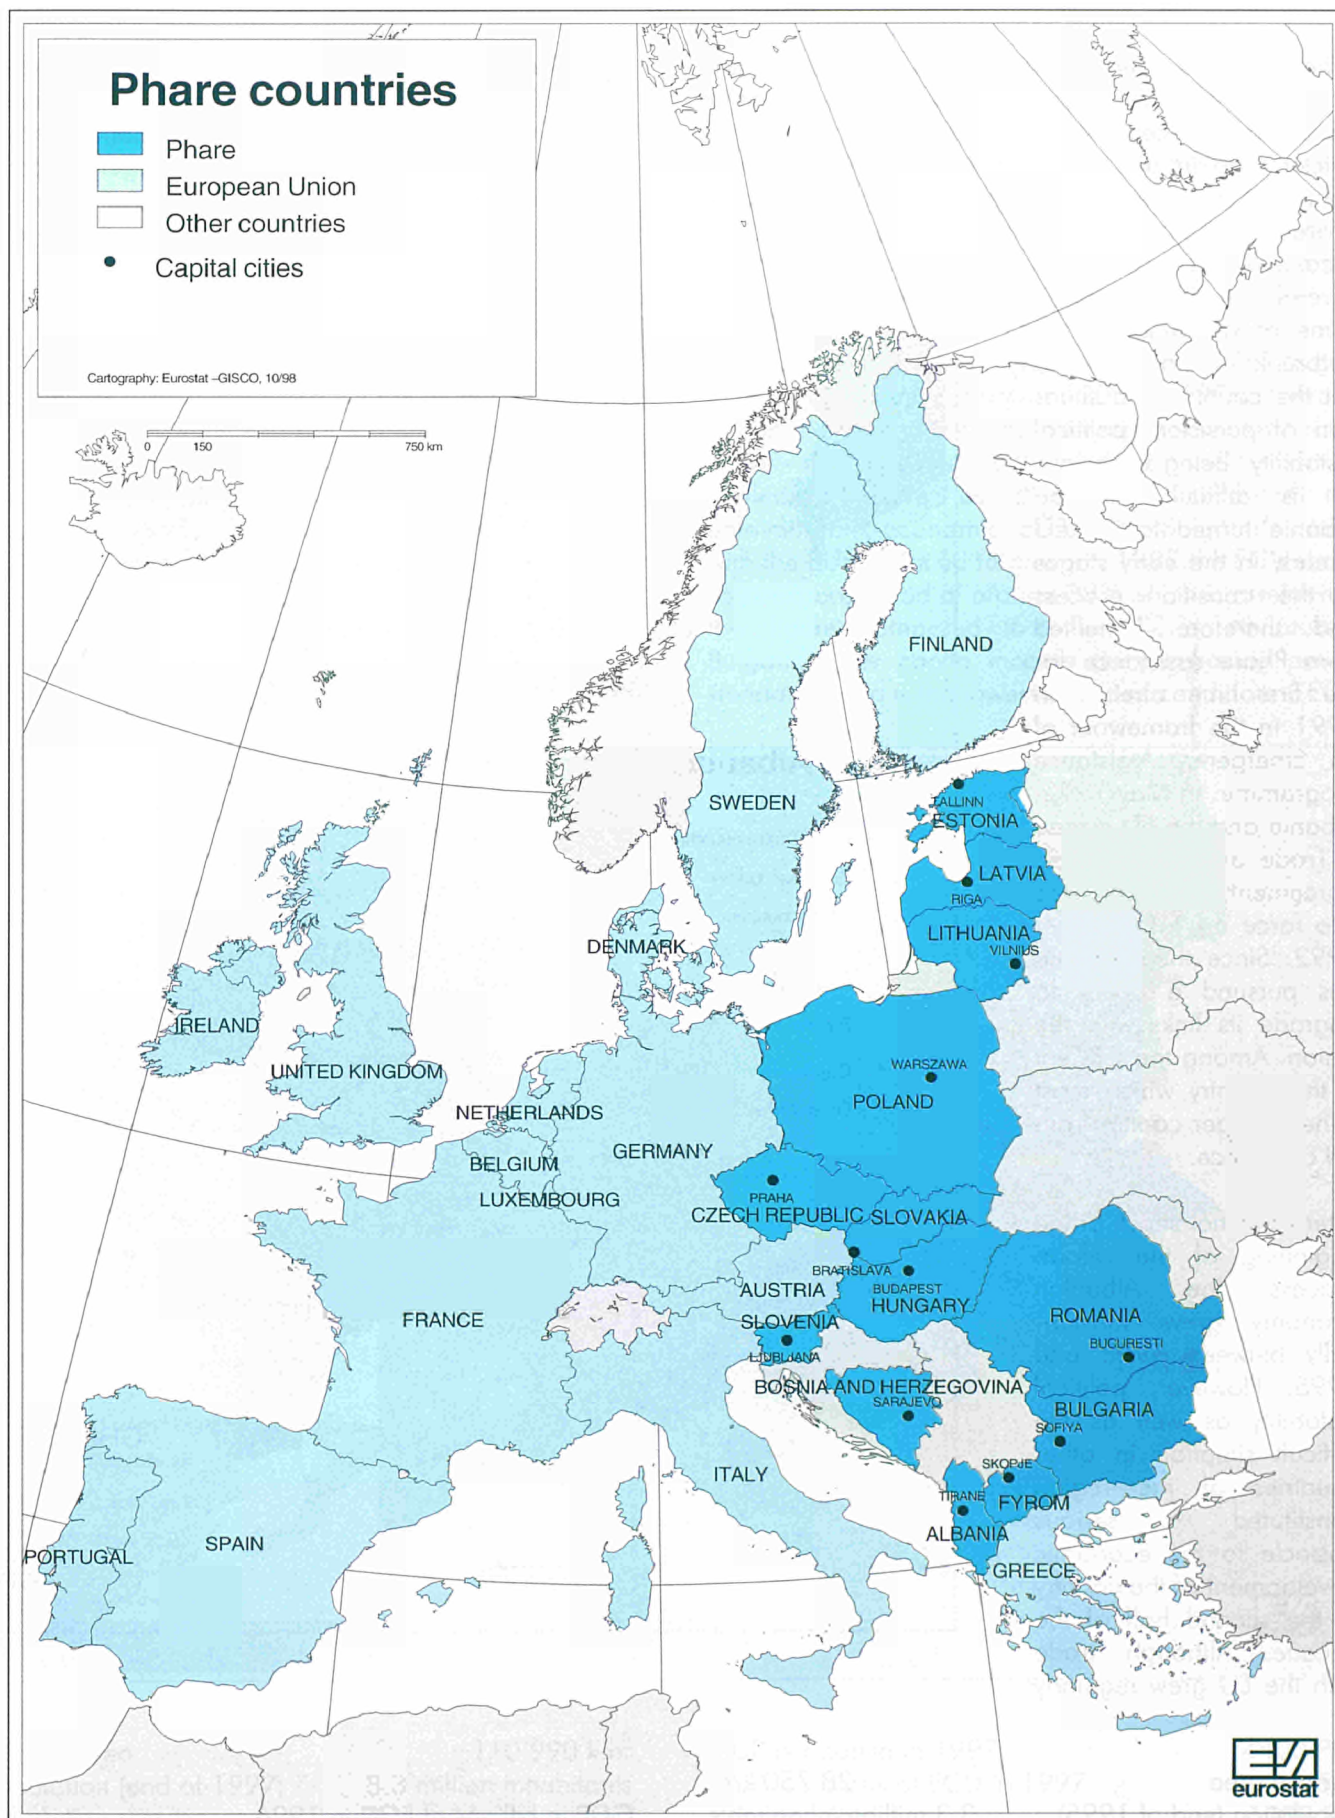 Phare countries
Phare
European Union
Other countries
Capital cities
Cartography: Eurostat –GISCO, 10/98
0 150 750 km
FINLAND
SWEDEN
TALLINN
ESTONIA
LATVIA
RIGA
LITHUANIA
VILNIUS
DENMARK
IRELAND
UNITED KINGDOM
WARSZAWA
POLAND
NETHERLANDS
GERMANY
BELGIUM
LUXEMBOURG
PRAHA
CZECH REPUBLIC
SLOVAKIA
BRATISLAVA
BUDAPEST
AUSTRIA
HUNGARY
FRANCE
SLOVENIA
LJUBLJANA
ROMANIA
BUCURESTI
BOSNIA AND HERZEGOVINA
SARAJEVO
BULGARIA
SOFIYA
SKOPJE
ITALY
TIRANE
FYROM
ALBANIA
GREECE
SPAIN
PORTUGAL
eurostat